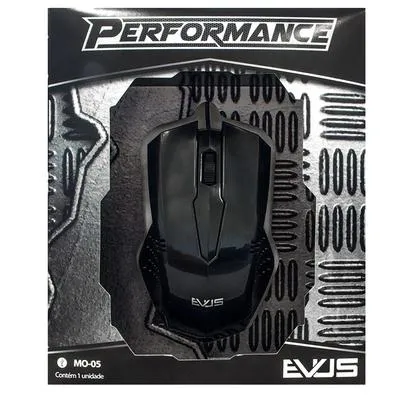 PERFORMANCE
EVUS
MO-05
Contém 1 unidade
EVUS